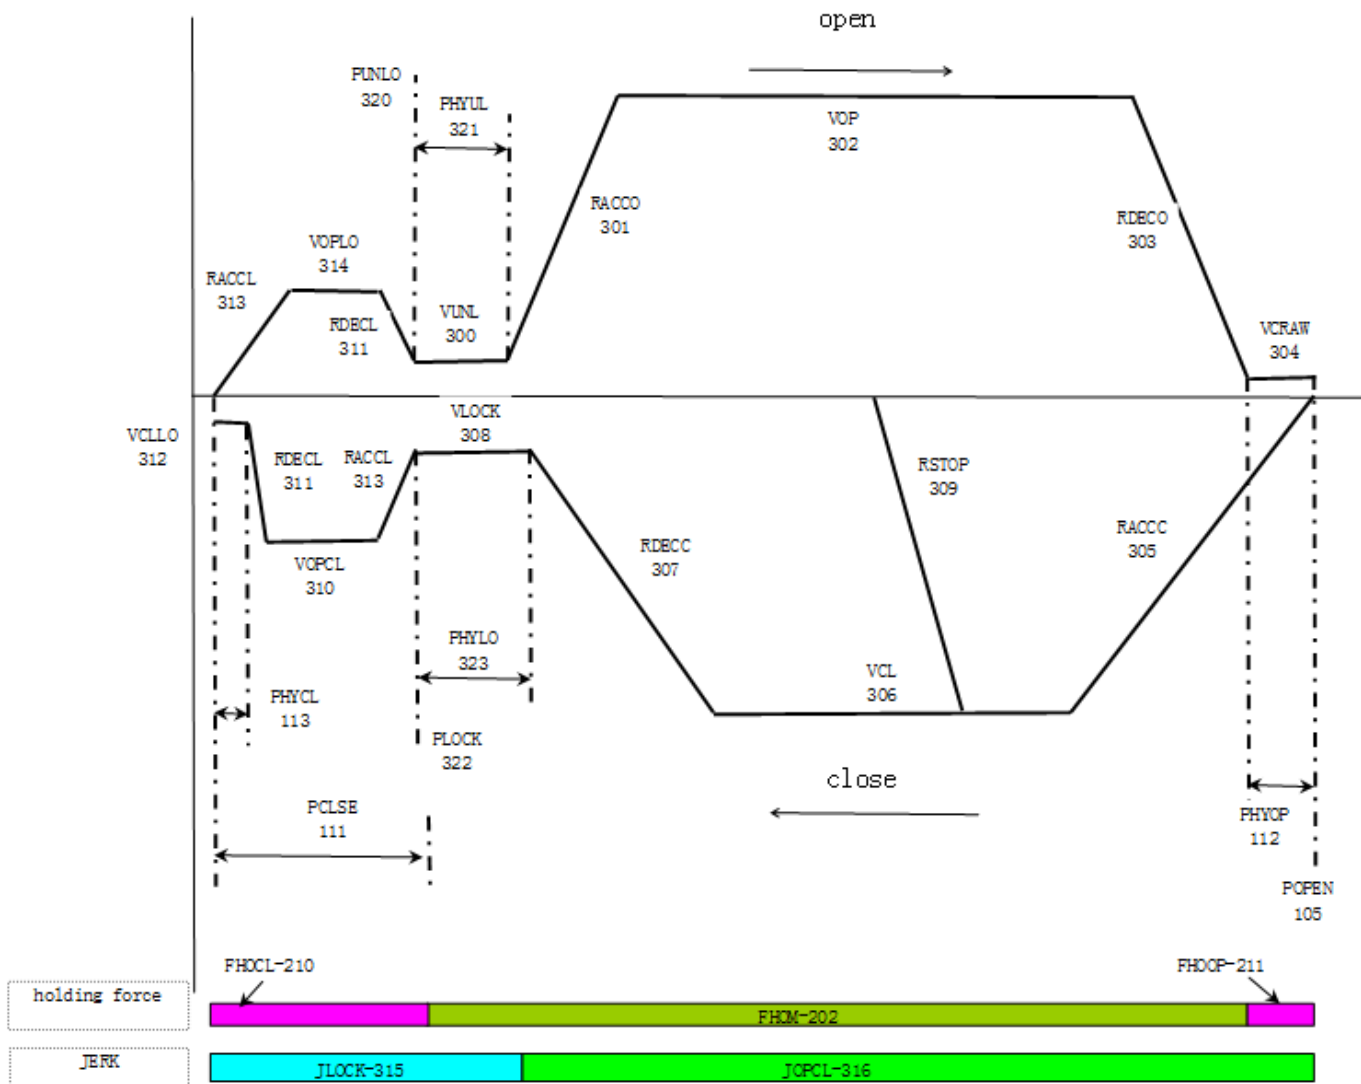 open
PUNLO
320
PHYUL
321
VOP
302
RACCO
301
RDECO
303
VOPLO
314
RACCL
313
RDECL
311
VUNL
300
VCRAW
304
VCLLO
312
VLOCK
308
RDECL
311
RACCL
313
RSTOP
309
RACCC
305
RDECC
307
VOPCL
310
PHYLO
323
VCL
306
PHYCL
113
PLOCK
322
close
PCLSE
111
PHYOP
112
POPEN
105
FHOCL-210
FHOOP-211
holding force
FHOM-202
JERK
JLOCK-315
JOPCL-316